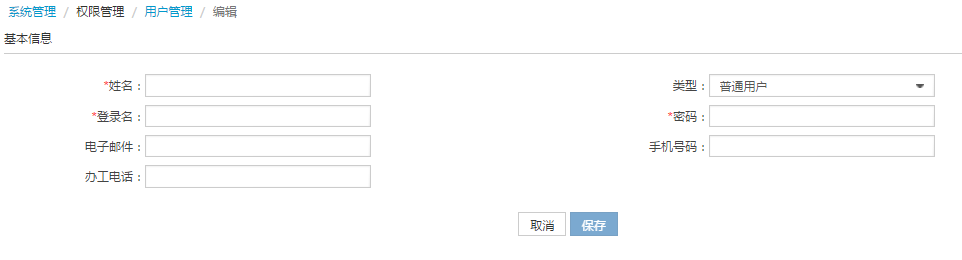 系统管理 / 权限管理 / 用户管理 / 编辑
基本信息
*姓名： 类型： 普通用户
*登录名： *密码：
电子邮件： 手机号码：
办工电话：
取消 保存